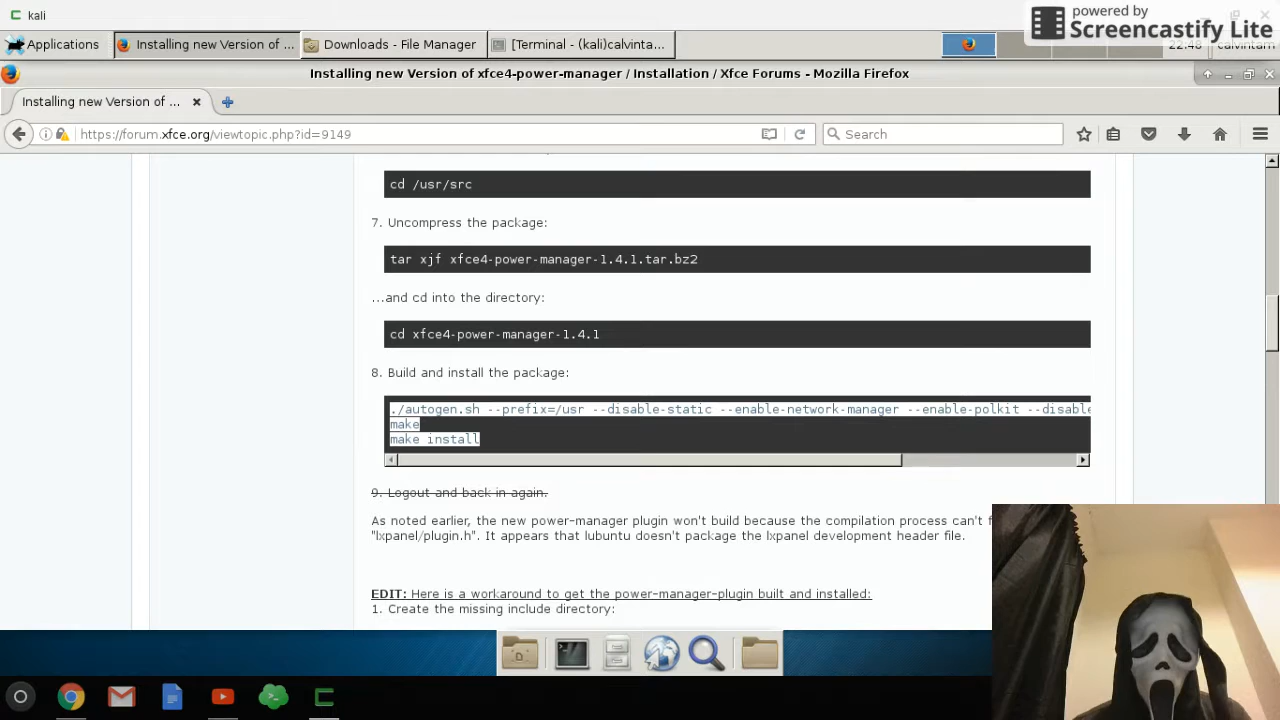 kali
powered by
Screencastify Lite
Applications
Installing new Version of ...
Downloads - File Manager
[Terminal - (kali)calvinta...
22:48
calvintam
Installing new Version of xfce4-power-manager / Installation / Xfce Forums - Mozilla Firefox
Installing new Version of ...
https://forum.xfce.org/viewtopic.php?id=9149
Search
cd /usr/src
7. Uncompress the package:
tar xjf xfce4-power-manager-1.4.1.tar.bz2
...and cd into the directory:
cd xfce4-power-manager-1.4.1
8. Build and install the package:
./autogen.sh --prefix=/usr --disable-static --enable-network-manager --enable-polkit --disable
make
make install
9. Logout and back in again.
As noted earlier, the new power-manager plugin won't build because the compilation process can't f
"lxpanel/plugin.h". It appears that lubuntu doesn't package the lxpanel development header file.
EDIT: Here is a workaround to get the power-manager-plugin built and installed:
1. Create the missing include directory: